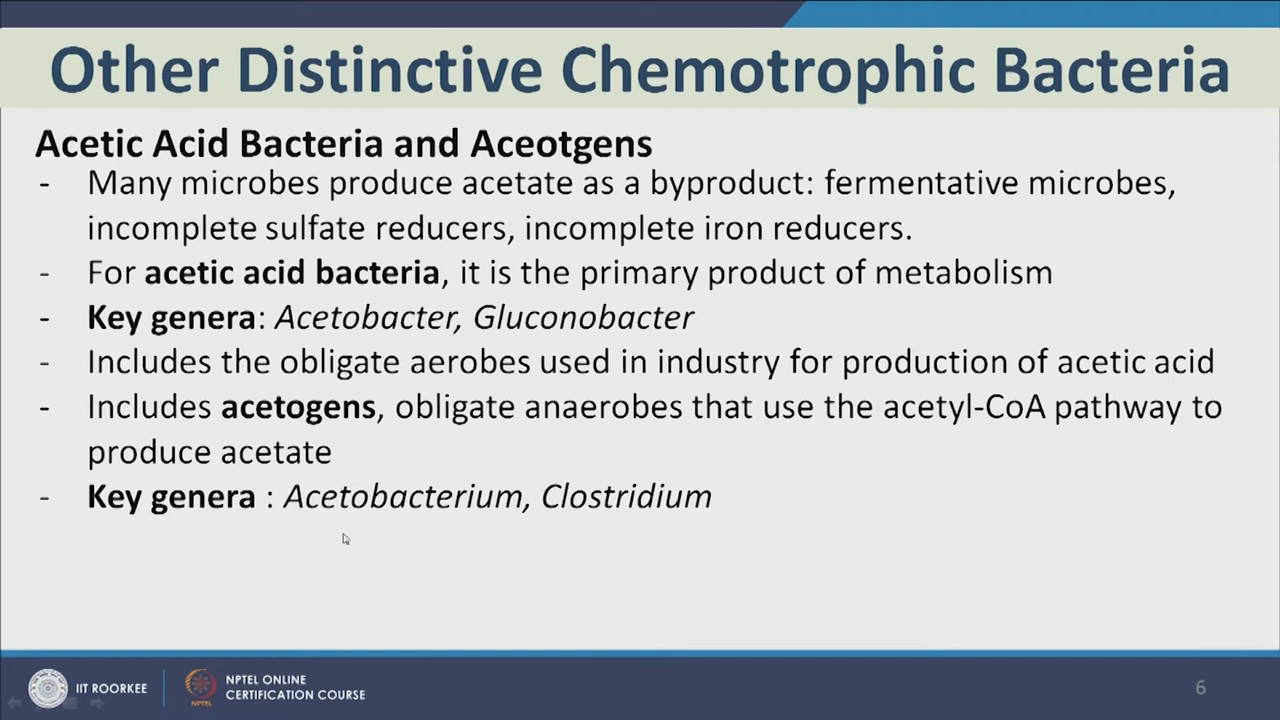 Other Distinctive Chemotrophic Bacteria
Acetic Acid Bacteria and Aceotgens
- Many microbes produce acetate as a byproduct: fermentative microbes,
incomplete sulfate reducers, incomplete iron reducers.
- For acetic acid bacteria, it is the primary product of metabolism
- Key genera: Acetobacter, Gluconobacter
- Includes the obligate aerobes used in industry for production of acetic acid
- Includes acetogens, obligate anaerobes that use the acetyl-CoA pathway to
produce acetate
- Key genera : Acetobacterium, Clostridium
IIT ROORKEE
NPTEL
NPTEL ONLINE
CERTIFICATION COURSE
6